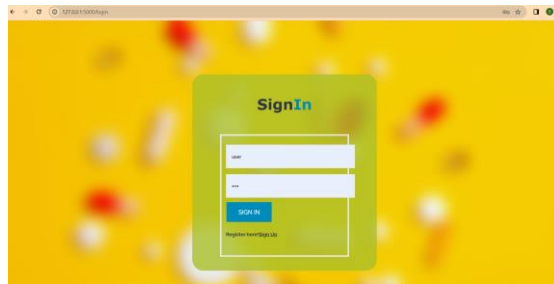 127.0.0.1:5000/login
SignIn
user
••••
SIGN IN
Register here!Sign Up